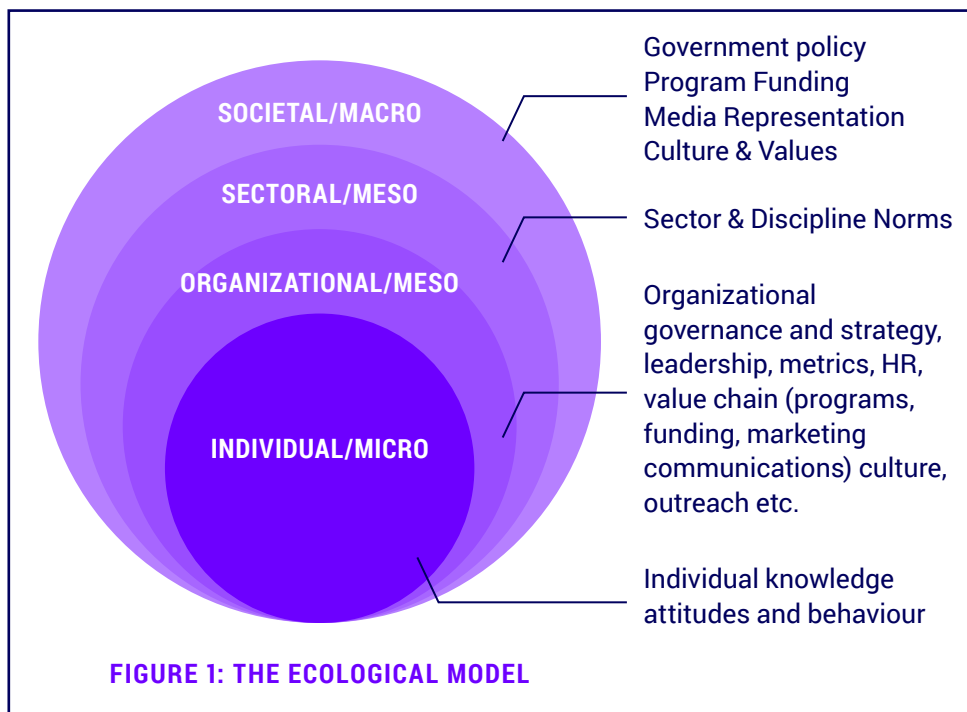 SOCIETAL/MACRO
SECTORAL/MESO
ORGANIZATIONAL/MESO
INDIVIDUAL/MICRO
Government policy
Program Funding
Media Representation
Culture & Values
Sector & Discipline Norms
Organizational
governance and strategy,
leadership, metrics, HR,
value chain (programs,
funding, marketing
communications) culture,
outreach etc.
Individual knowledge
attitudes and behaviour
FIGURE 1: THE ECOLOGICAL MODEL